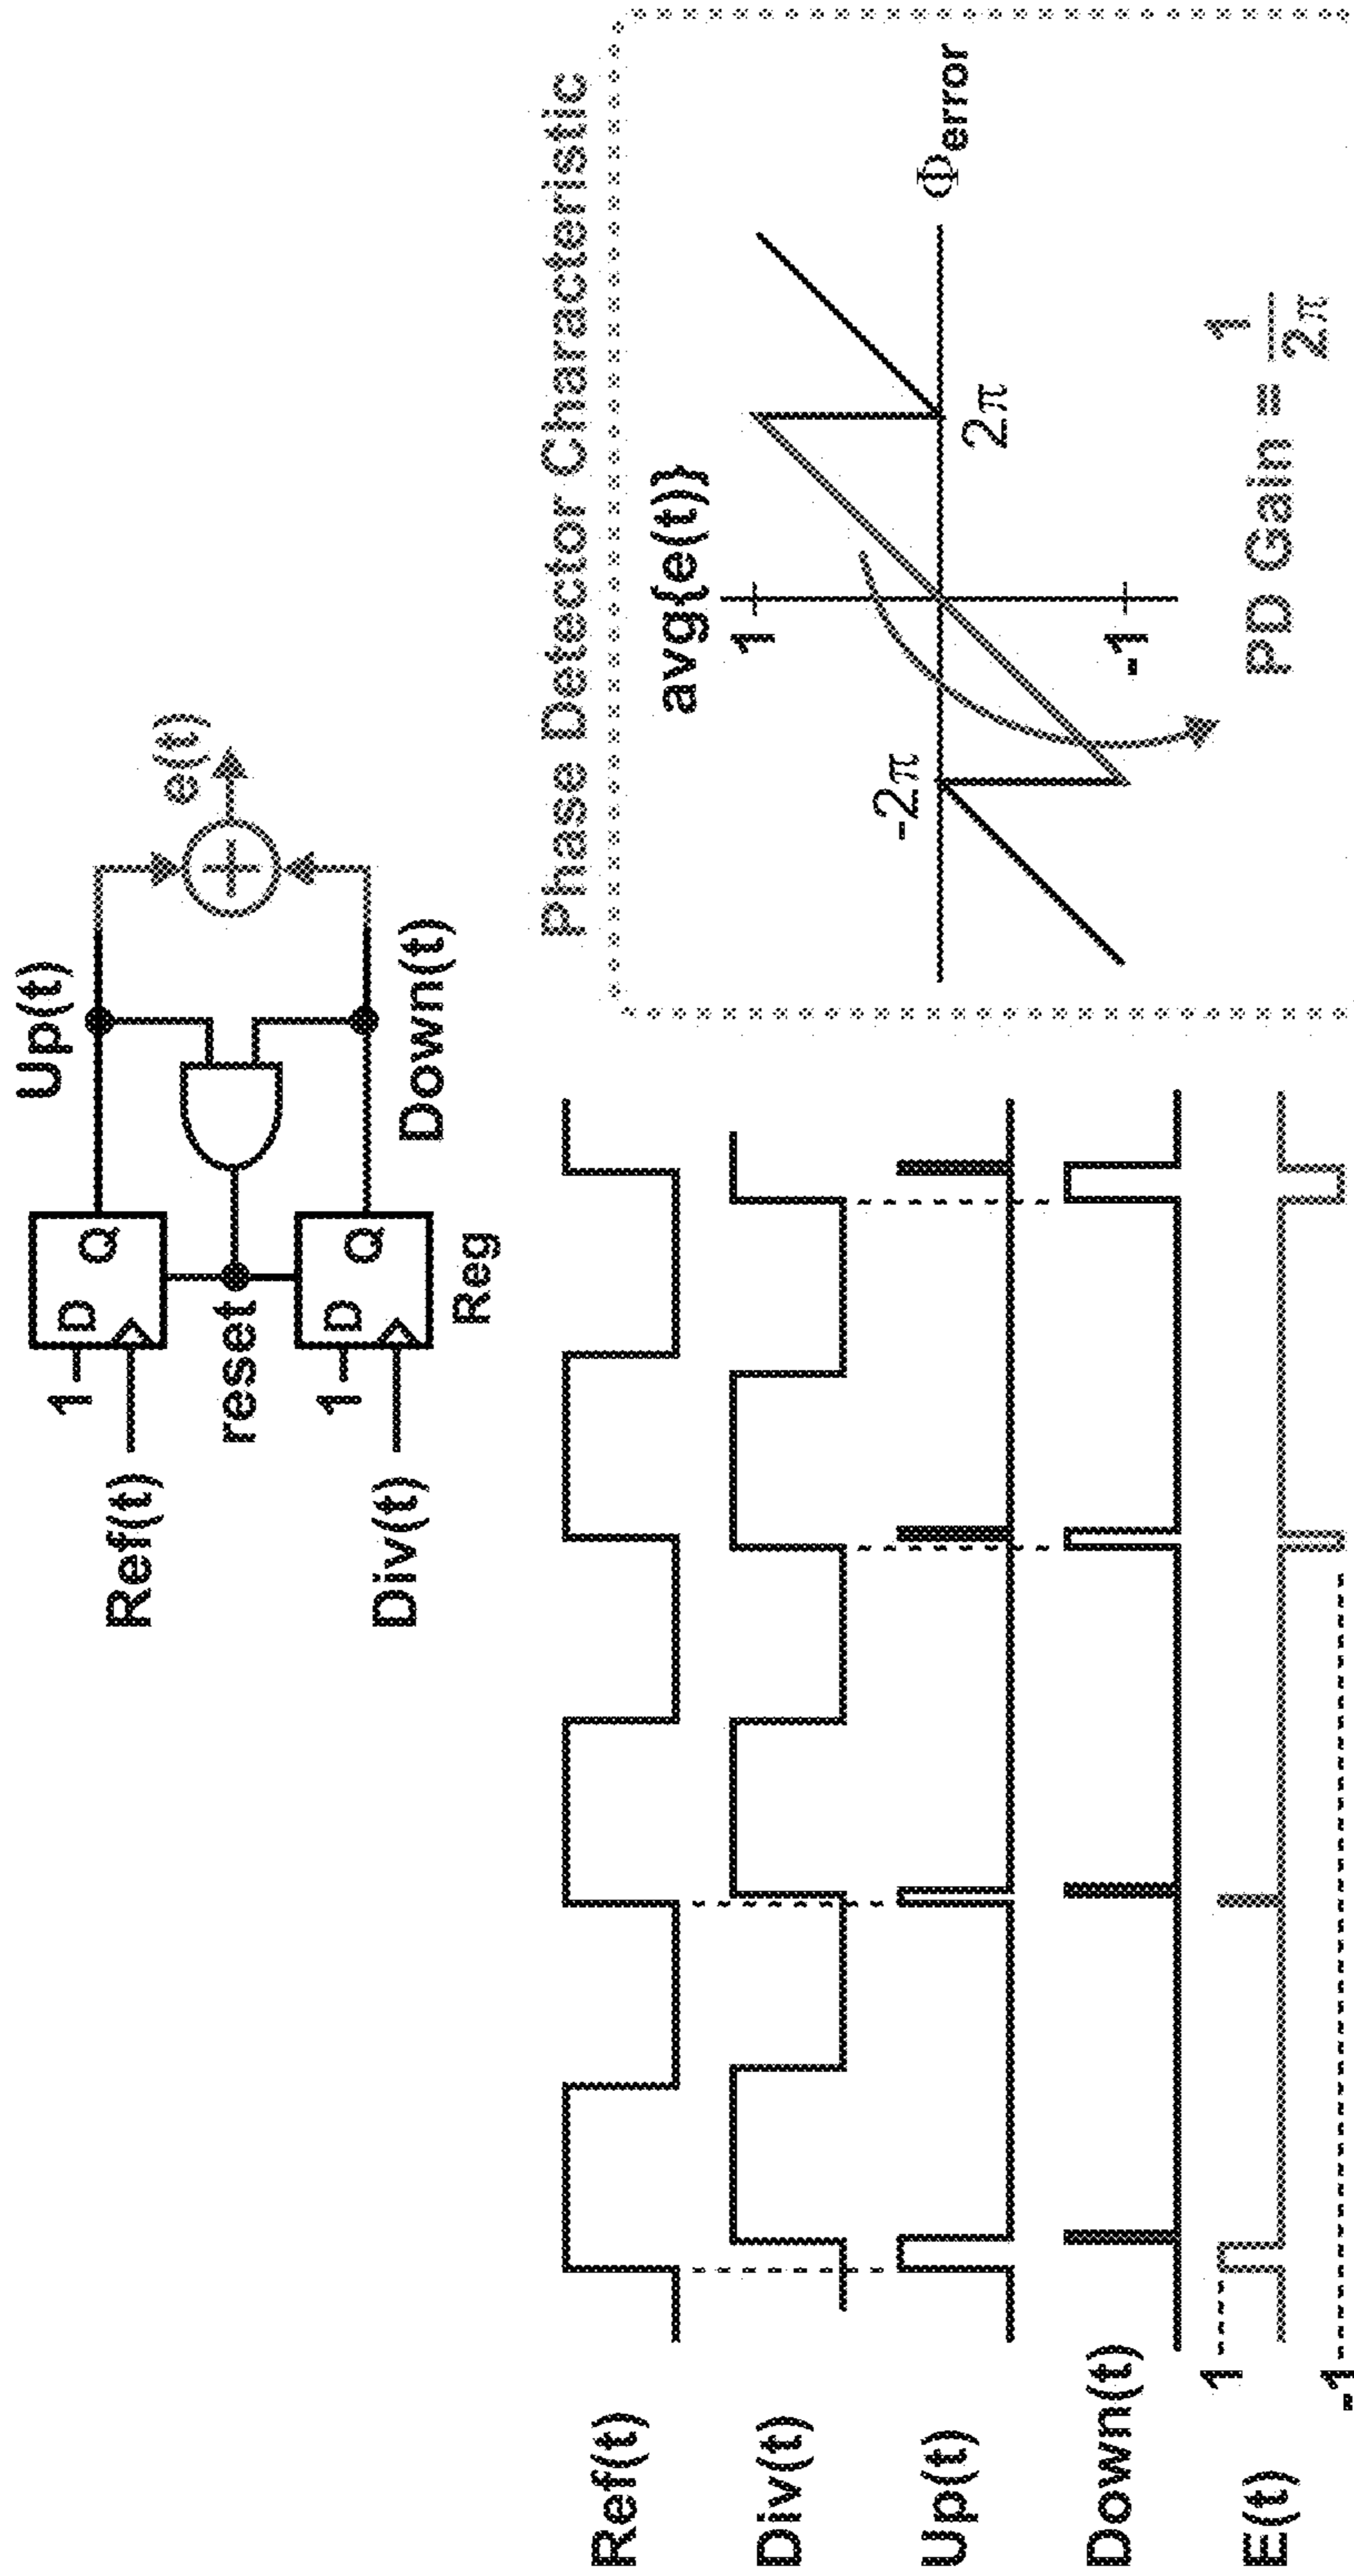 Up(t)
1
D
Q
Ref(t)
reset
e(t)
1
D
Q
Div(t)
Down(t)
Reg
Ref(t)
Div(t)
Up(t)
Down(t)
1
E(t)
-1
Phase Detector Characteristic
avg{e(t)}
1
-2π
2π
Φerror
-1
PD Gain = 1
2π